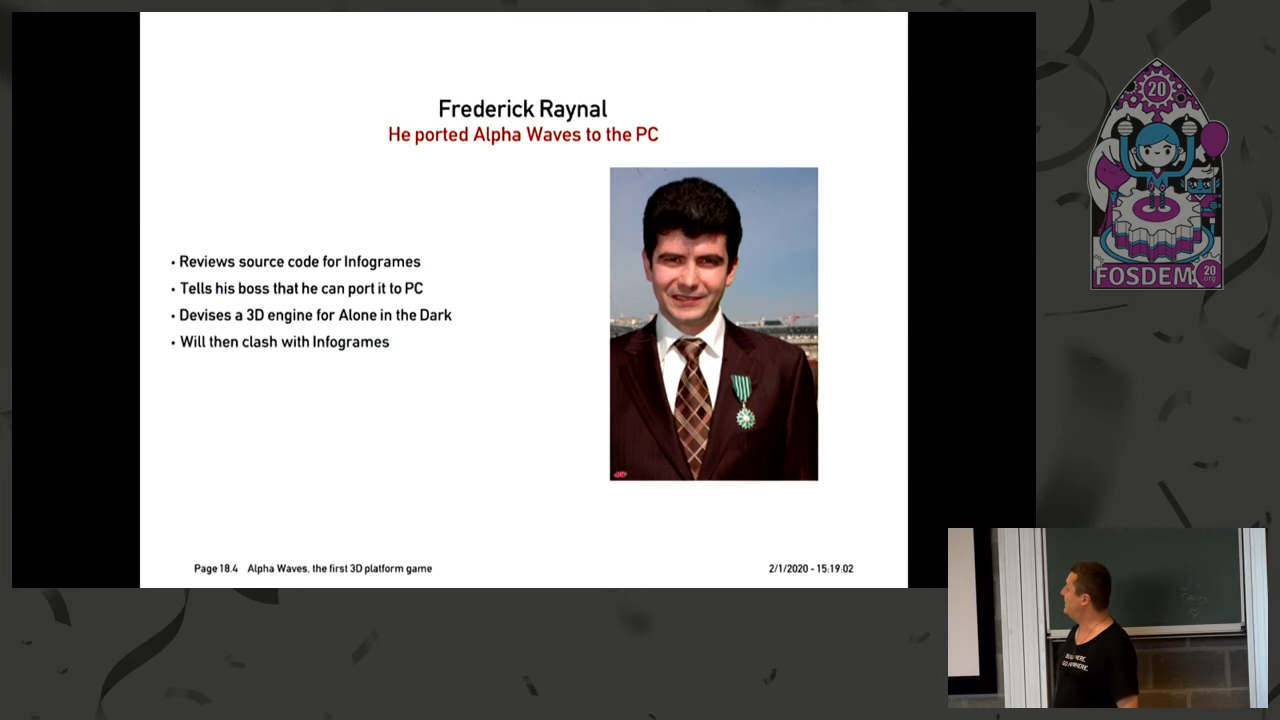 Frederick Raynal
He ported Alpha Waves to the PC
• Reviews source code for Infogrames
• Tells his boss that he can port it to PC
• Devises a 3D engine for Alone in the Dark
• Will then clash with Infogrames
Page 18.4 Alpha Waves, the first 3D platform game
2/1/2020 - 15:19:02
20
FOSDEM
20
org